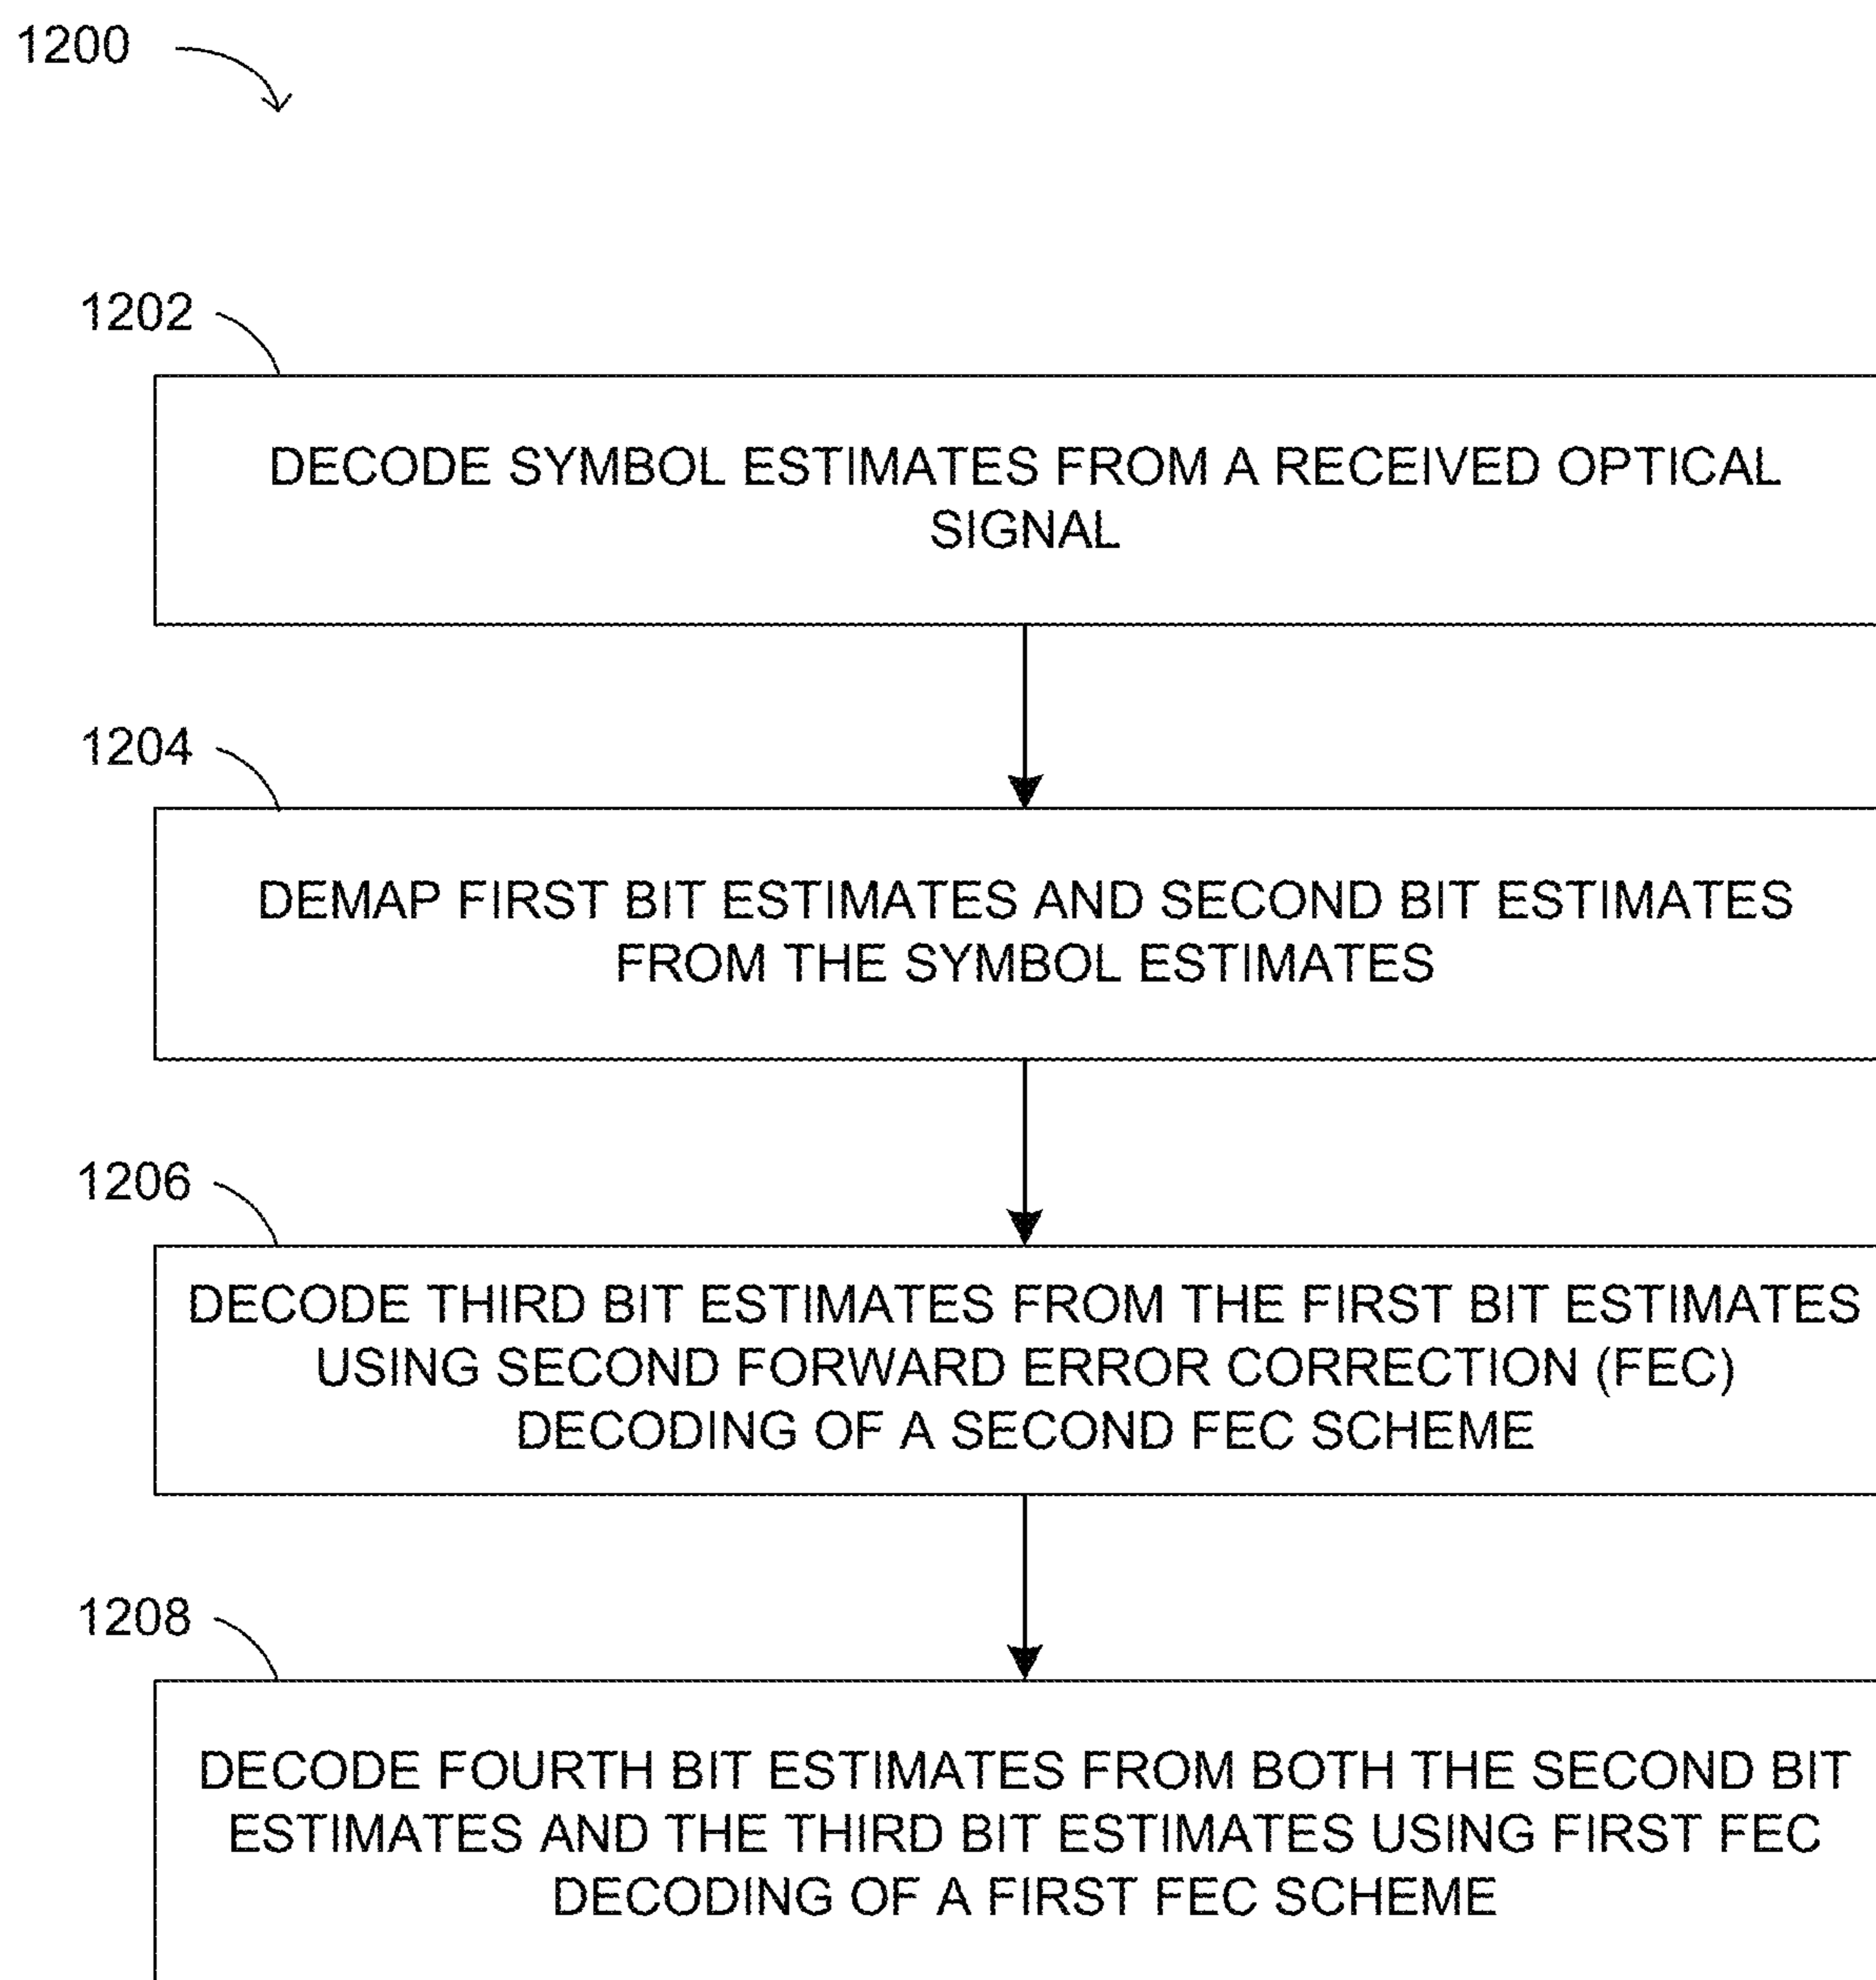 1200
1202
DECODE SYMBOL ESTIMATES FROM A RECEIVED OPTICAL
SIGNAL
1204
DEMAP FIRST BIT ESTIMATES AND SECOND BIT ESTIMATES
FROM THE SYMBOL ESTIMATES
1206
DECODE THIRD BIT ESTIMATES FROM THE FIRST BIT ESTIMATES
USING SECOND FORWARD ERROR CORRECTION (FEC)
DECODING OF A SECOND FEC SCHEME
1208
DECODE FOURTH BIT ESTIMATES FROM BOTH THE SECOND BIT
ESTIMATES AND THE THIRD BIT ESTIMATES USING FIRST FEC
DECODING OF A FIRST FEC SCHEME